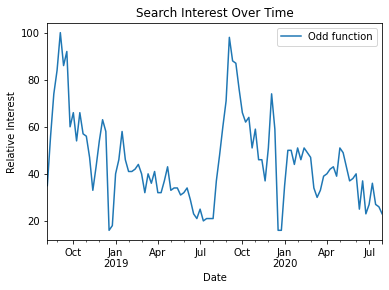 Search Interest Over Time
Odd function
Relative Interest
100
80
60
40
20
Oct
Jan
2019
Apr
Jul
Oct
Jan
2020
Apr
Jul
Date